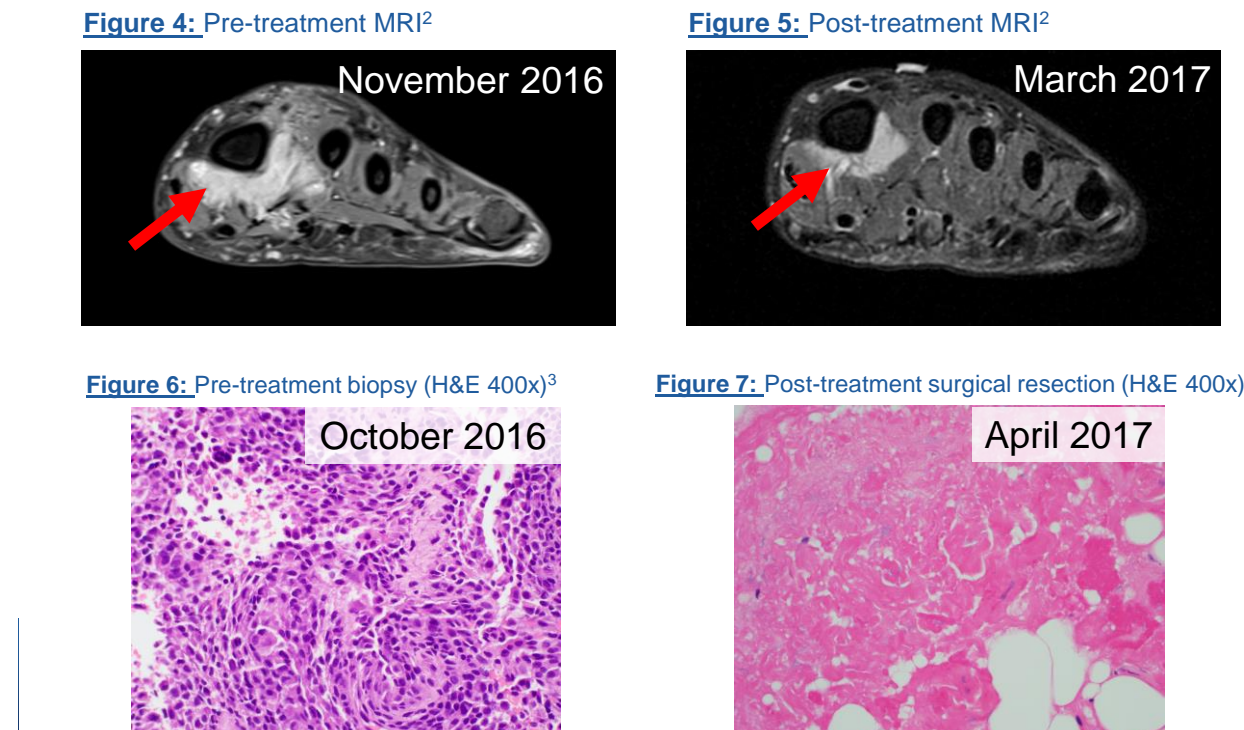 Figure 4: Pre-treatment MRI2
Figure 5: Post-treatment MRI2
November 2016
March 2017
Figure 6: Pre-treatment biopsy (H&E 400x)3
Figure 7: Post-treatment surgical resection (H&E 400x)
October 2016
April 2017